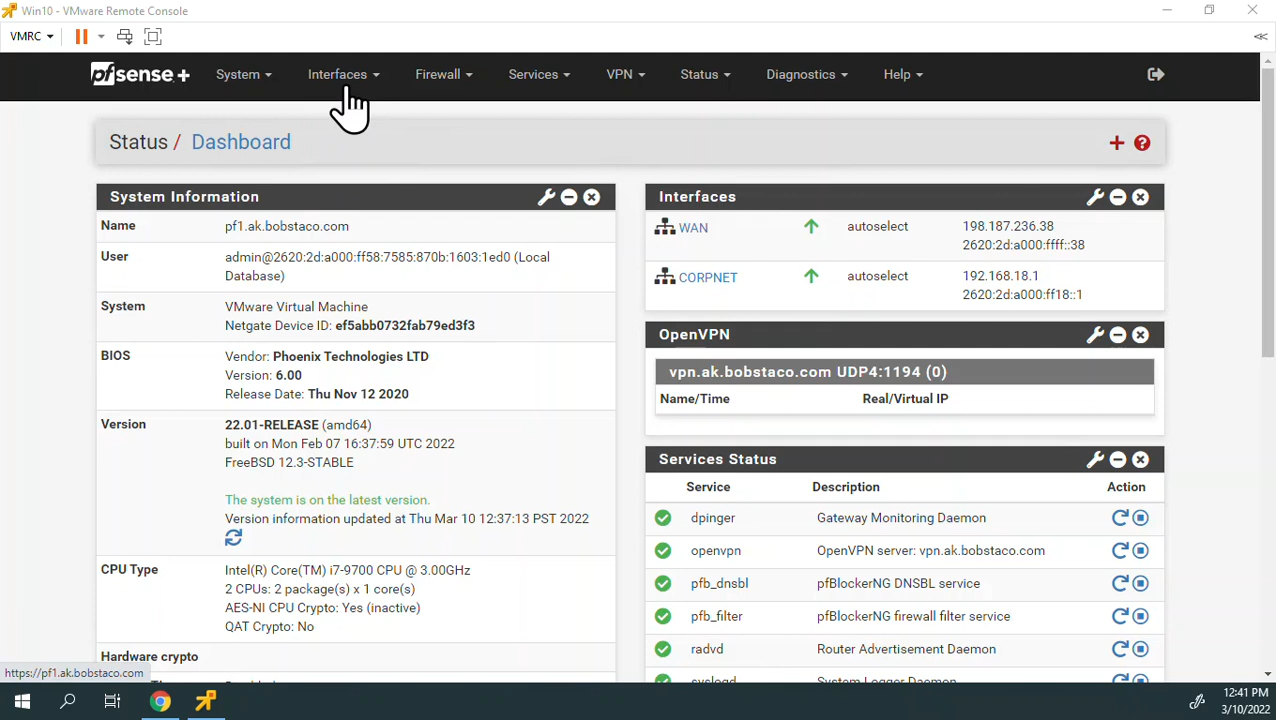 Win10 - VMware Remote Console
VMRC
pfsense+ System Interfaces Firewall Services VPN Status Diagnostics Help
Status / Dashboard
System Information
Name pf1.ak.bobstaco.com
User admin@2620:2d:a000:ff58:7585:870b:1603:1ed0 (Local
Database)
System VMware Virtual Machine
Netgate Device ID: ef5abb0732fab79ed3f3
BIOS Vendor: Phoenix Technologies LTD
Version: 6.00
Release Date: Thu Nov 12 2020
Version 22.01-RELEASE (amd64)
built on Mon Feb 07 16:37:59 UTC 2022
FreeBSD 12.3-STABLE
The system is on the latest version.
Version information updated at Thu Mar 10 12:37:13 PST 2022
CPU Type Intel(R) Core(TM) i7-9700 CPU @ 3.00GHz
2 CPUs: 2 package(s) x 1 core(s)
AES-NI CPU Crypto: Yes (inactive)
QAT Crypto: No
Hardware crypto
Interfaces
WAN autoselect 198.187.236.38
2620:2d:a000:ffff::38
CORPNET autoselect 192.168.18.1
2620:2d:a000:ff18::1
OpenVPN
vpn.ak.bobstaco.com UDP4:1194 (0)
Name/Time Real/Virtual IP
Services Status
Service Description Action
dpinger Gateway Monitoring Daemon
openvpn OpenVPN server: vpn.ak.bobstaco.com
pfb_dnsbl pfBlockerNG DNSBL service
pfb_filter pfBlockerNG firewall filter service
radvd Router Advertisement Daemon
syslogd System Logger Daemon
https://pf1.ak.bobstaco.com
12:41 PM
3/10/2022